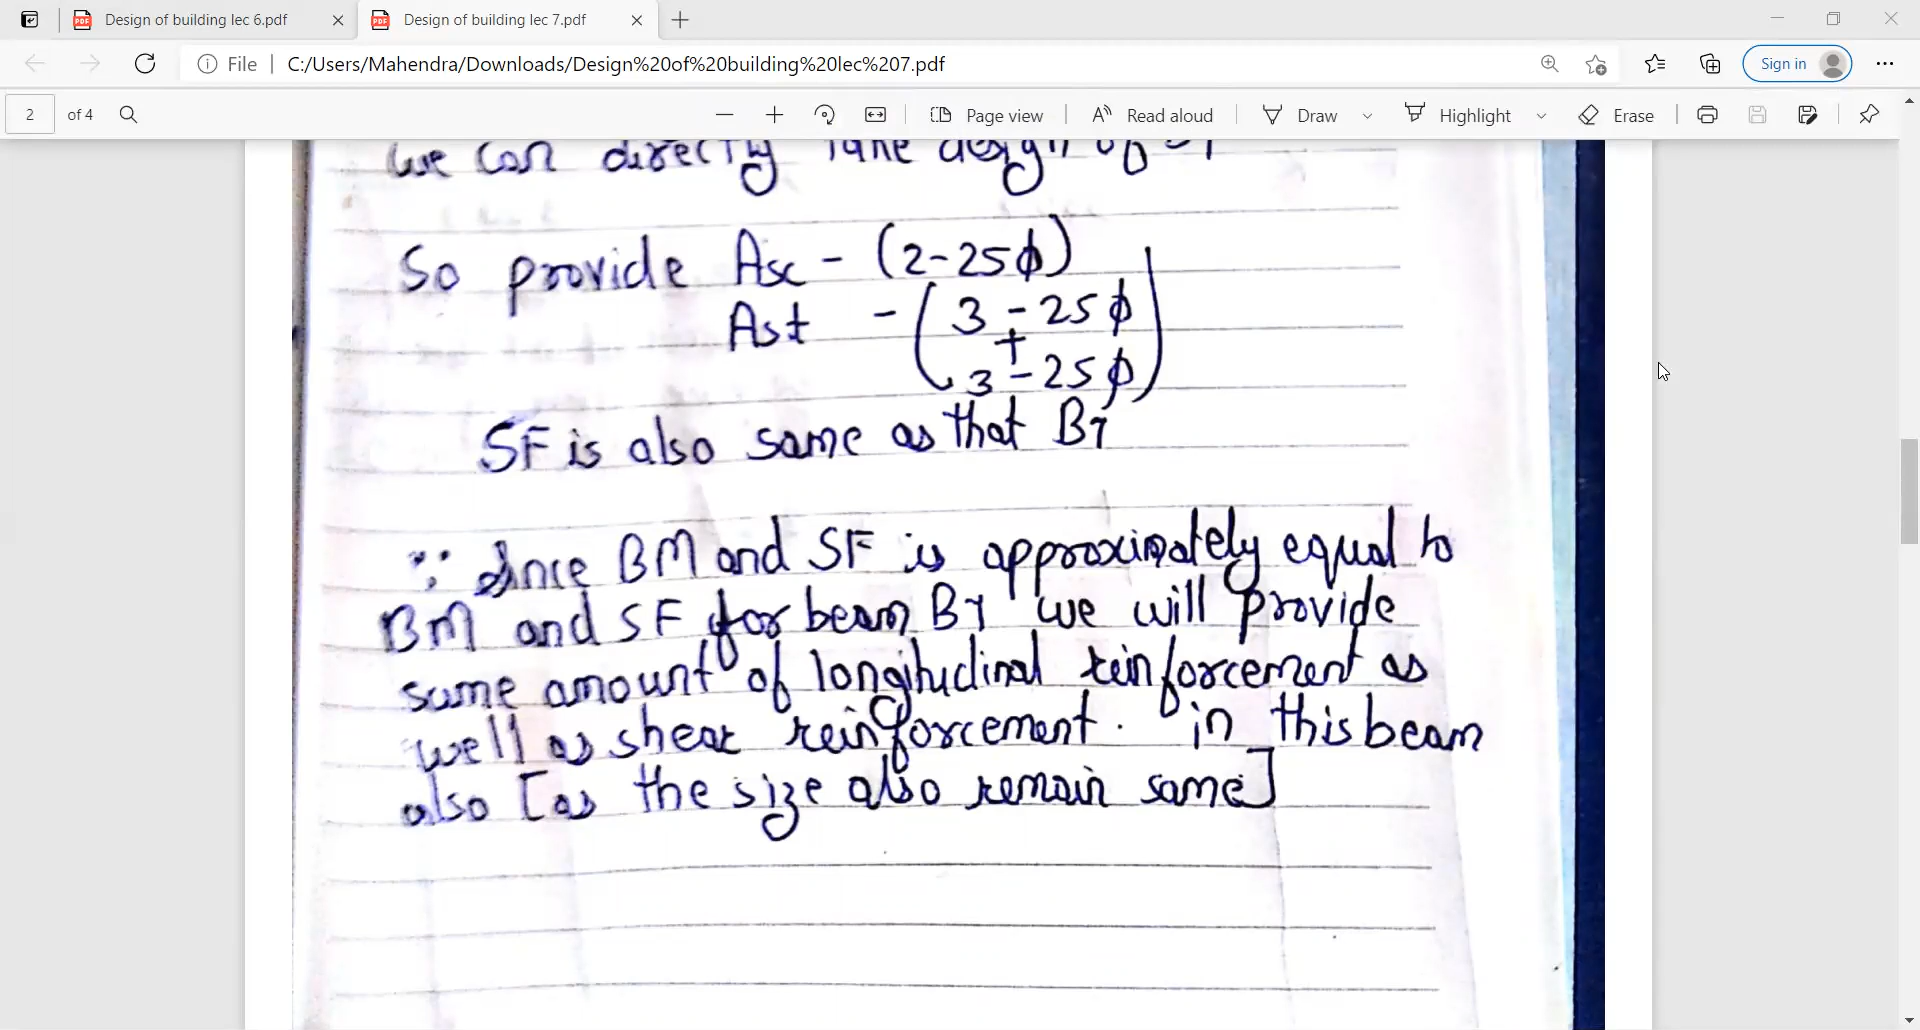 Design of building lec 6.pdf
Design of building lec 7.pdf
File
C:/Users/Mahendra/Downloads/Design%20of%20building%20lec%207.pdf
Sign in
2 of 4
Page view
Read aloud
Draw
Highlight
Erase
we can directly take design of B1
So provide Asc - (2-25ϕ)
Ast - (3-25ϕ
+
3-25ϕ)
SF is also same as that B1
∵ Since BM and SF is approximately equal to
BM and SF for beam B1 we will provide
same amount of longitudinal reinforcement as
well as shear reinforcement. in this beam
also [as the size also remain same]